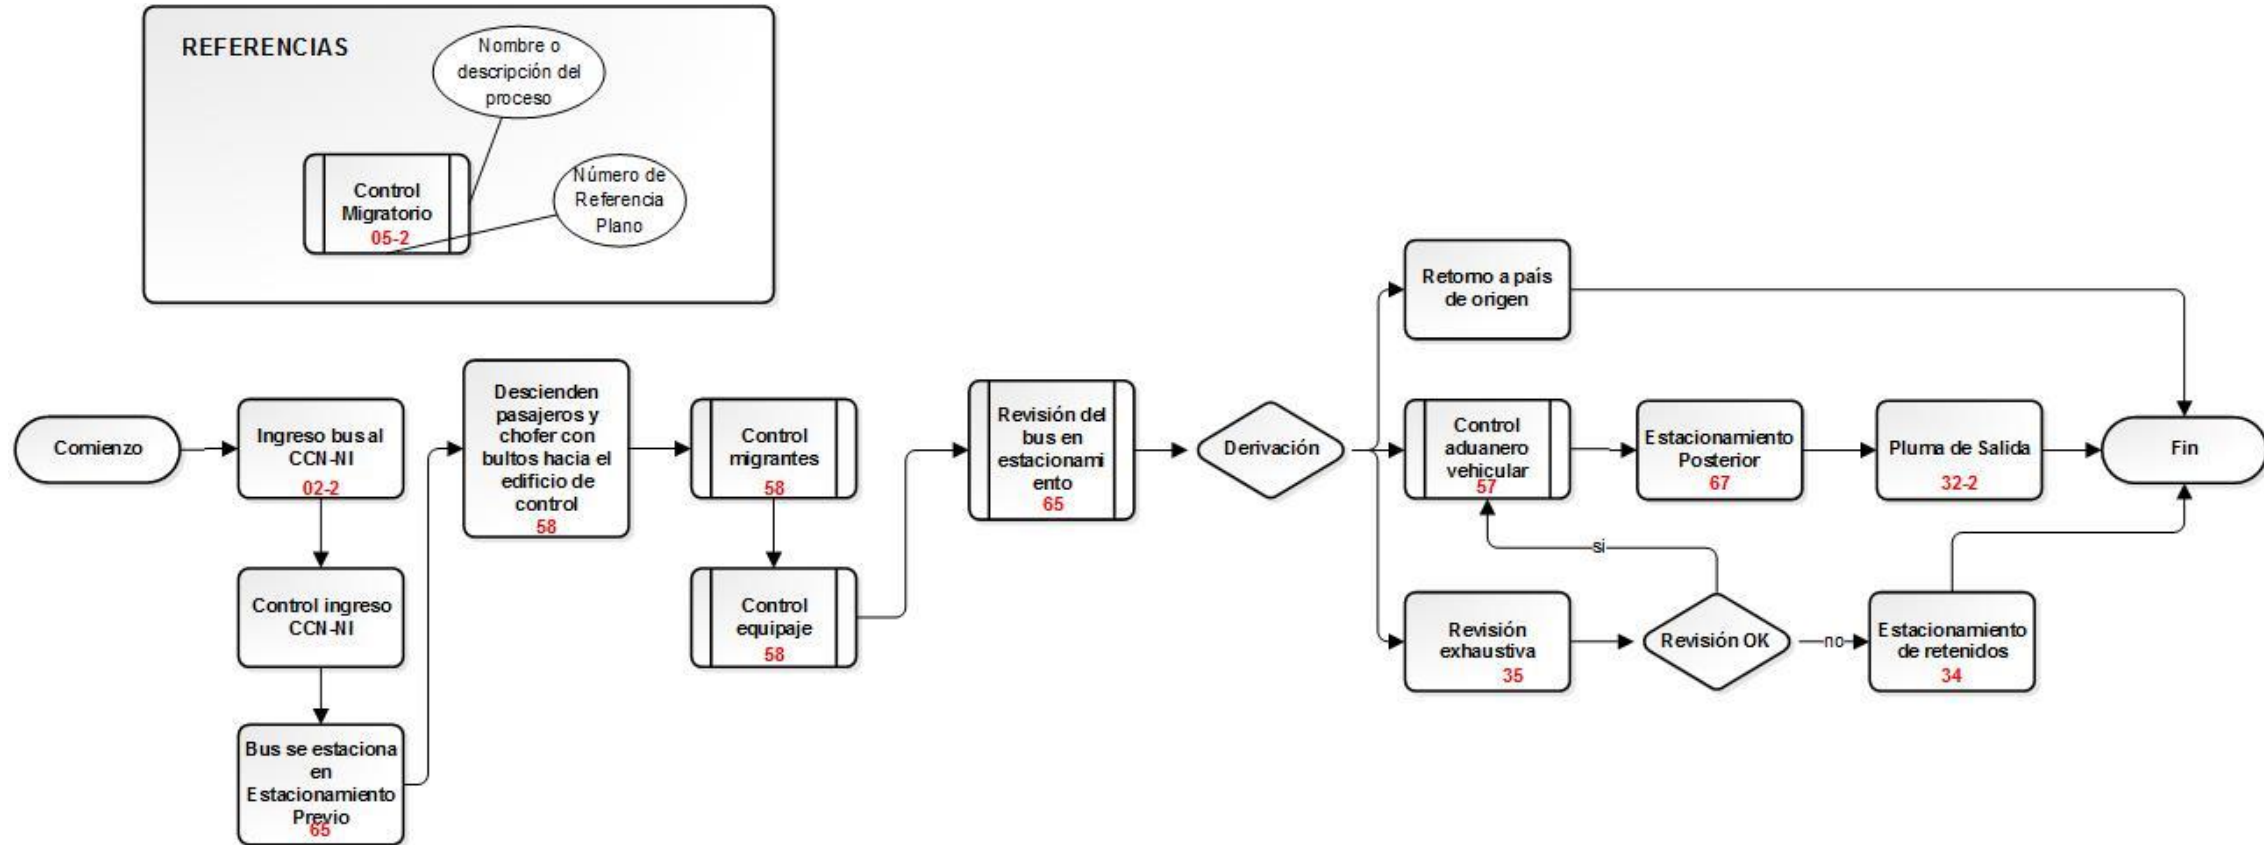 REFERENCIAS
Nombre o
descripción del
proceso
Control
Migratorio
05-2
Número de
Referencia
Plano
Comienzo
Ingreso bus al
CCN-NI
02-2
Control ingreso
CCN-NI
Bus se estaciona
en
Estacionamiento
Previo
65
Descienden
pasajeros y
chofer con
bultos hacia el
edificio de
control
58
Control
migrantes
58
Control
equipaje
58
Revisión del
bus en
estacionami
ento
65
Derivación
Retorno a país
de origen
Control
aduanero
vehicular
57
Estacionamiento
Posterior
67
Pluma de Salida
32-2
Fin
si
Revisión
exhaustiva
35
Revisión OK
no
Estacionamiento
de retenidos
34